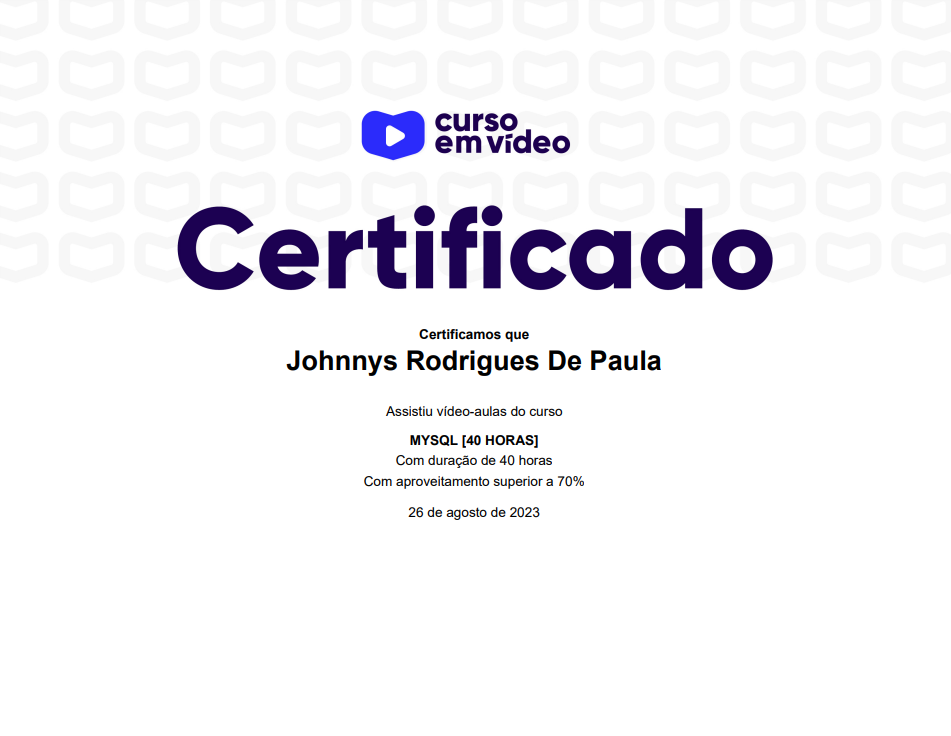 curso
em vídeo
Certificado
Certificamos que
Johnnys Rodrigues De Paula
Assistiu vídeo-aulas do curso
MYSQL [40 HORAS]
Com duração de 40 horas
Com aproveitamento superior a 70%
26 de agosto de 2023